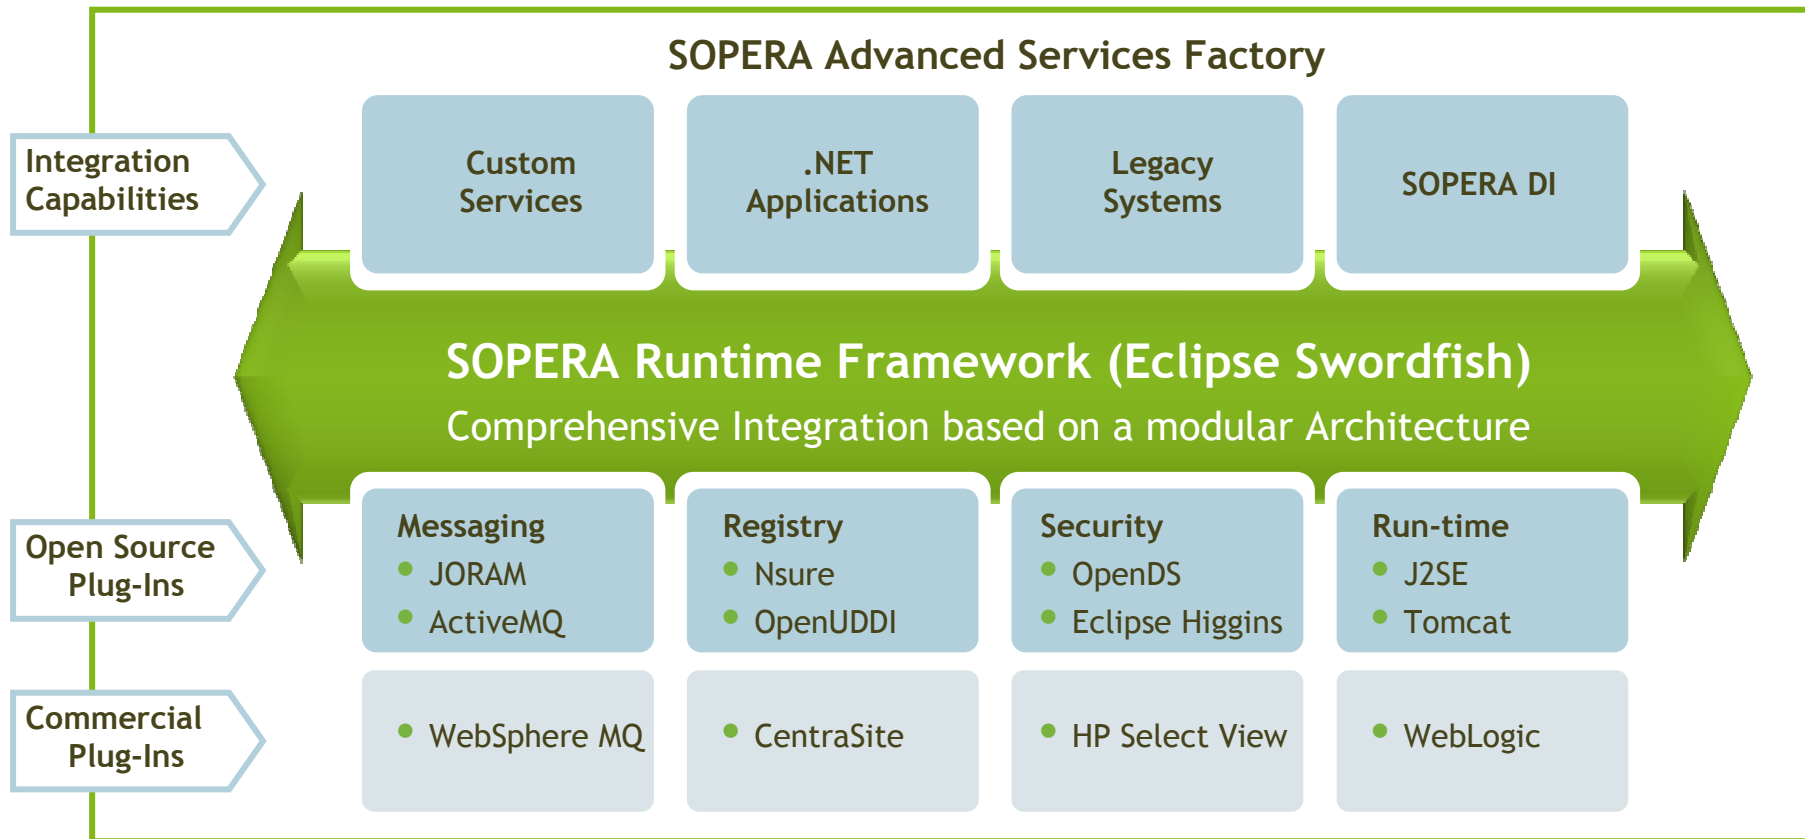 SOPERA Advanced Services Factory
Integration
Capabilities
Custom
Services
.NET
Applications
Legacy
Systems
SOPERA DI
SOPERA Runtime Framework (Eclipse Swordfish)
Comprehensive Integration based on a modular Architecture
Open Source
Plug-Ins
Messaging
JORAM
ActiveMQ
Registry
Nsure
OpenUDDI
Security
OpenDS
Eclipse Higgins
Run-time
J2SE
Tomcat
Commercial
Plug-Ins
WebSphere MQ
CentraSite
HP Select View
WebLogic